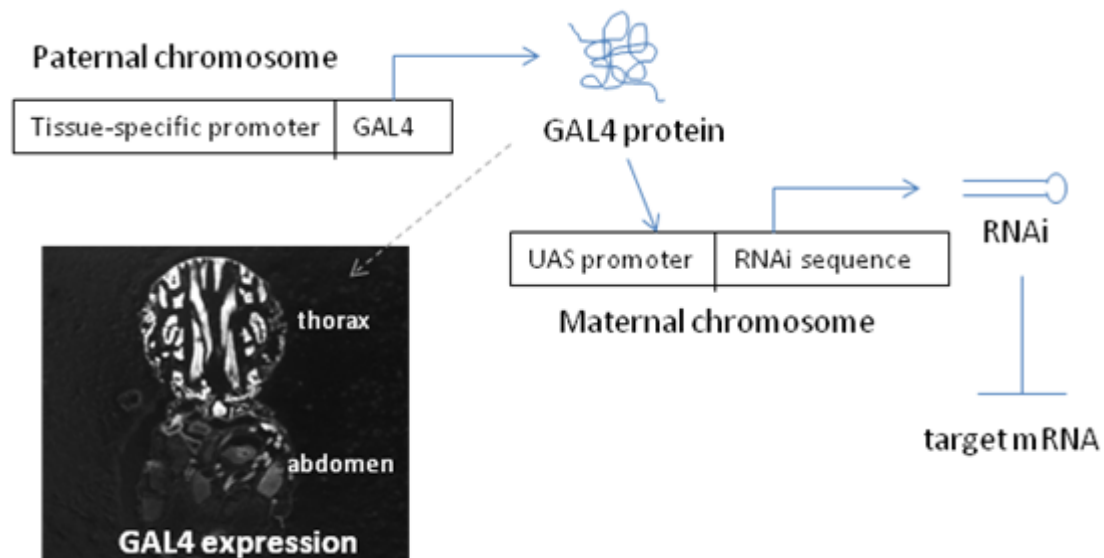 Paternal chromosome
Tissue-specific promoter GAL4
GAL4 protein
UAS promoter RNAi sequence
RNAi
Maternal chromosome
thorax
abdomen
target mRNA
GAL4 expression